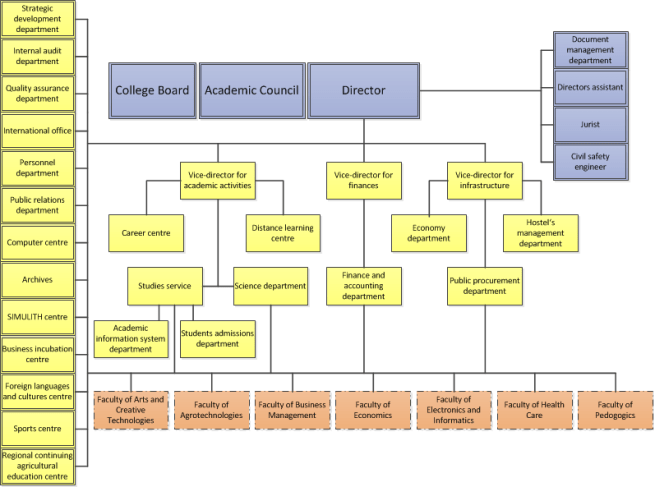 Strategic
development
department
Internal audit
department
Quality assurance
department
International office
Personnel
department
Public relations
department
Computer centre
Archives
SIMULITH centre
Business incubation
centre
Foreign languages
and cultures centre
Sports centre
Regional continuing
agricultural
education centre
College Board
Academic Council
Director
Document
management
department
Directors assistant
Jurist
Civil safety
engineer
Vice-director for
academic activities
Vice-director for
finances
Vice-director for
infrastructure
Career centre
Distance learning
centre
Economy
department
Hostel's
management
department
Studies service
Science department
Finance and
accounting
department
Public procurement
department
Academic
information system
department
Students admissions
department
Faculty of Arts and
Creative
Technologies
Faculty of
Agrotechnologies
Faculty of Business
Management
Faculty of
Economics
Faculty of
Electronics and
Informatics
Faculty of Health
Care
Faculty of
Pedogogics